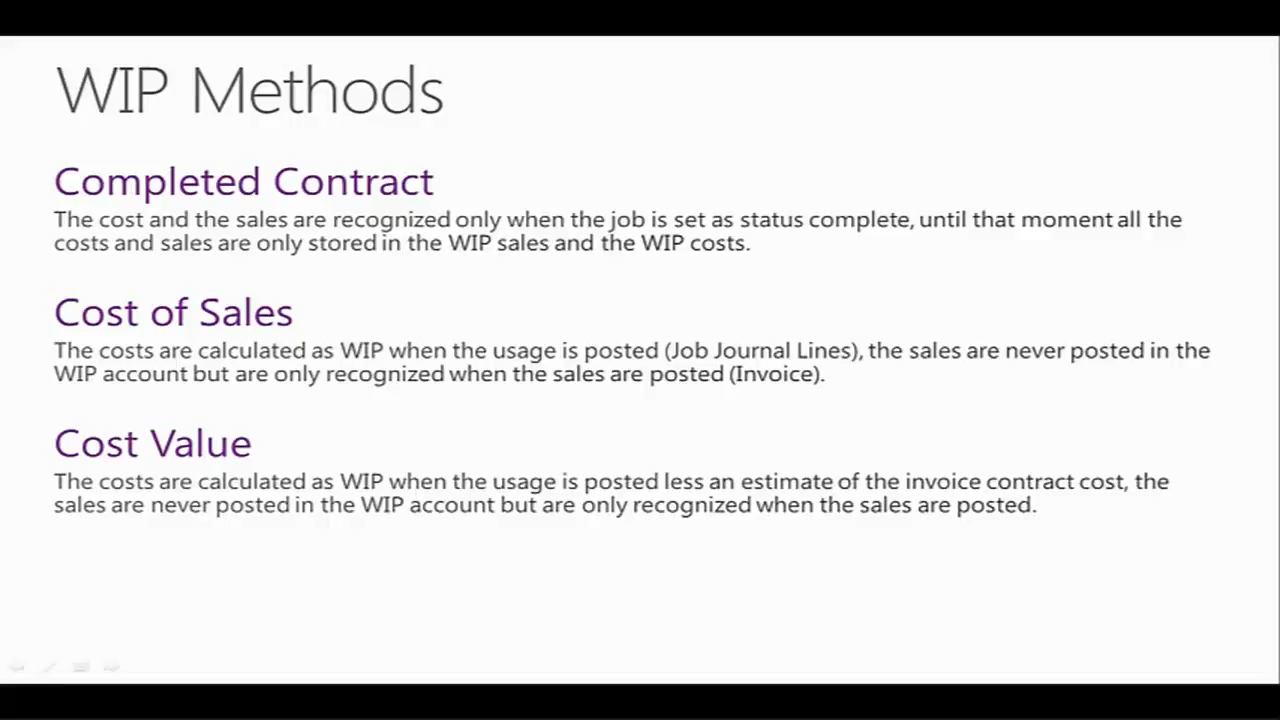 WIP Methods
Completed Contract
The cost and the sales are recognized only when the job is set as status complete, until that moment all the
costs and sales are only stored in the WIP sales and the WIP costs.
Cost of Sales
The costs are calculated as WIP when the usage is posted (Job Journal Lines), the sales are never posted in the
WIP account but are only recognized when the sales are posted (Invoice).
Cost Value
The costs are calculated as WIP when the usage is posted less an estimate of the invoice contract cost, the
sales are never posted in the WIP account but are only recognized when the sales are posted.